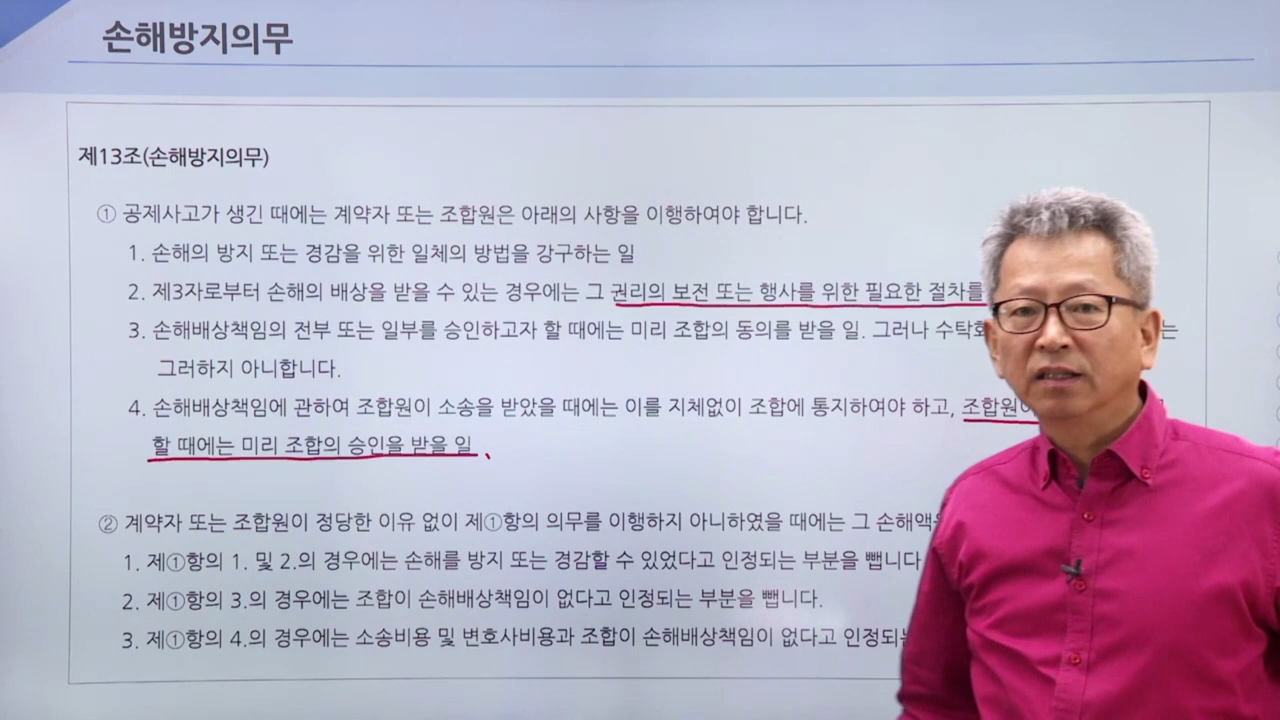 손해방지의무
제13조(손해방지의무)
① 공제사고가 생긴 때에는 계약자 또는 조합원은 아래의 사항을 이행하여야 합니다.
1. 손해의 방지 또는 경감을 위한 일체의 방법을 강구하는 일
2. 제3자로부터 손해의 배상을 받을 수 있는 경우에는 그 권리의 보전 또는 행사를 위한 필요한 절차를
3. 손해배상책임의 전부 또는 일부를 승인하고자 할 때에는 미리 조합의 동의를 받을 일. 그러나 는
그러하지 아니합니다.
4. 손해배상책임에 관하여 조합원이 소송을 받았을 때에는 이를 지체없이 조합에 통지하여야 하고,
할 때에는 미리 조합의 승인을 받을 일
② 계약자 또는 조합원이 정당한 이유 없이 제①항의 의무를 이행하지 아니하였을 때에는 그
1. 제①항의 1. 및 2.의 경우에는 손해를 방지 또는 경감할 수 있었다고 인정되는 부분을 뺍니다
2. 제①항의 3.의 경우에는 조합이 손해배상책임이 없다고 인정되는 부분을 뺍니다.
3. 제①항의 4.의 경우에는 소송비용 및 변호사비용과 조합이 손해배상책임이 없다고